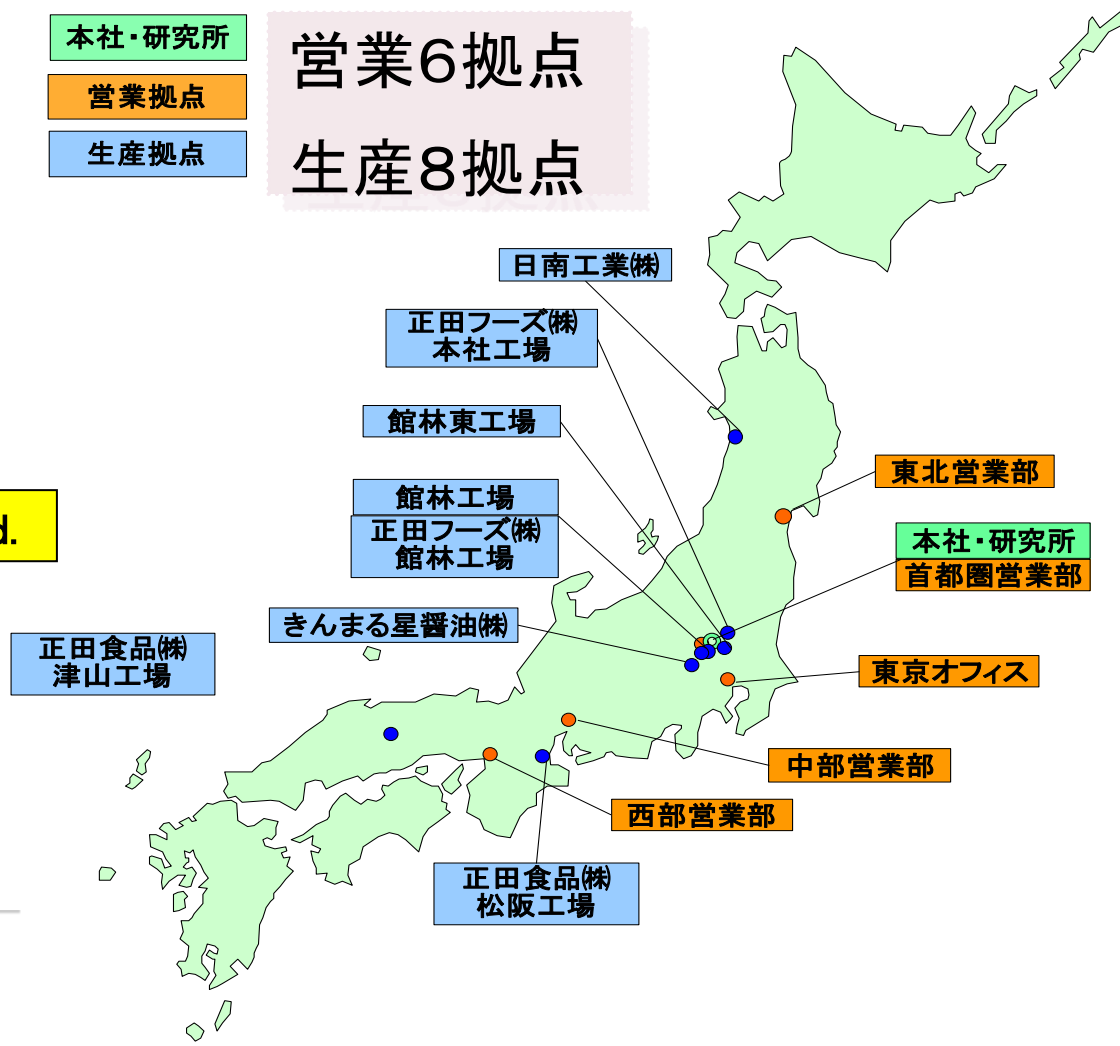 本社・研究所
営業拠点
生産拠点
営業6拠点
生産8拠点
日南工業㈱
正田フーズ㈱
本社工場
館林東工場
館林工場
正田フーズ㈱
館林工場
きんまる星醤油㈱
正田食品㈱
津山工場
東北営業部
本社・研究所
首都圏営業部
東京オフィス
中部営業部
西部営業部
正田食品㈱
松阪工場
d.